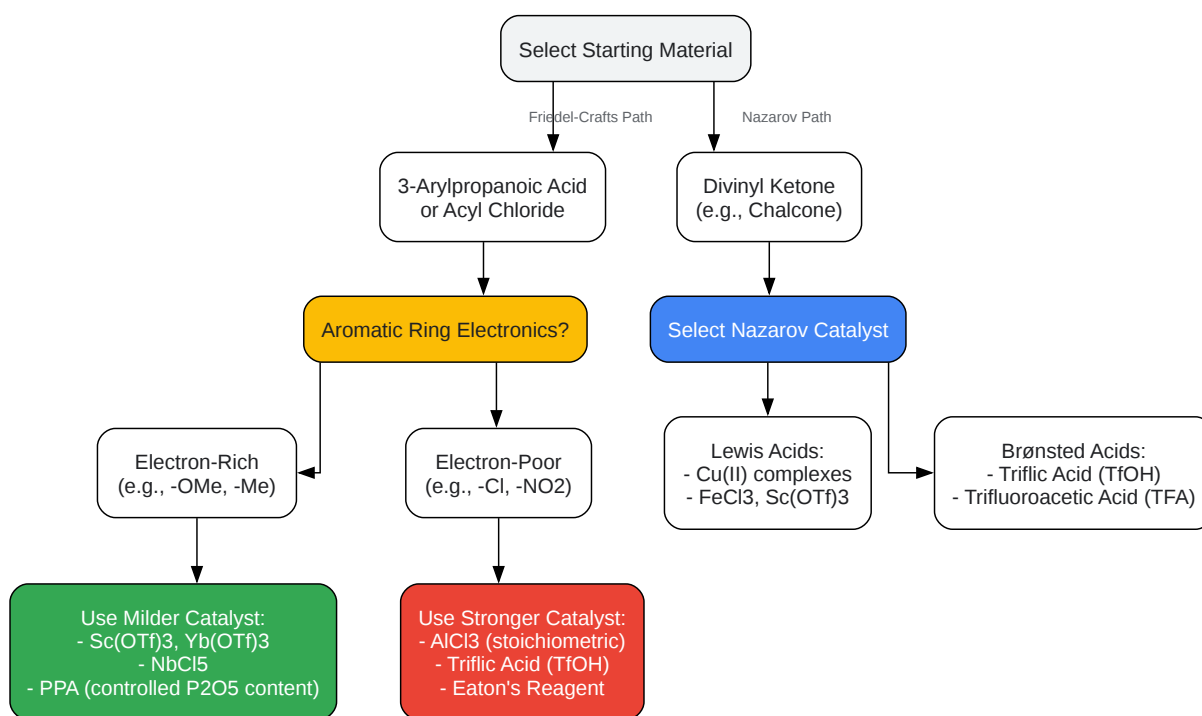 Select Starting Material
Friedel-Crafts Path
Nazarov Path
3-Arylpropanoic Acid
or Acyl Chloride
Divinyl Ketone
(e.g., Chalcone)
Aromatic Ring Electronics?
Select Nazarov Catalyst
Electron-Rich
(e.g., -OMe, -Me)
Electron-Poor
(e.g., -Cl, -NO2)
Lewis Acids:
- Cu(II) complexes
- FeCl3, Sc(OTf)3
Brønsted Acids:
- Triflic Acid (TfOH)
- Trifluoroacetic Acid (TFA)
Use Milder Catalyst:
- Sc(OTf)3, Yb(OTf)3
- NbCl5
- PPA (controlled P2O5 content)
Use Stronger Catalyst:
- AlCl3 (stoichiometric)
- Triflic Acid (TfOH)
- Eaton's Reagent